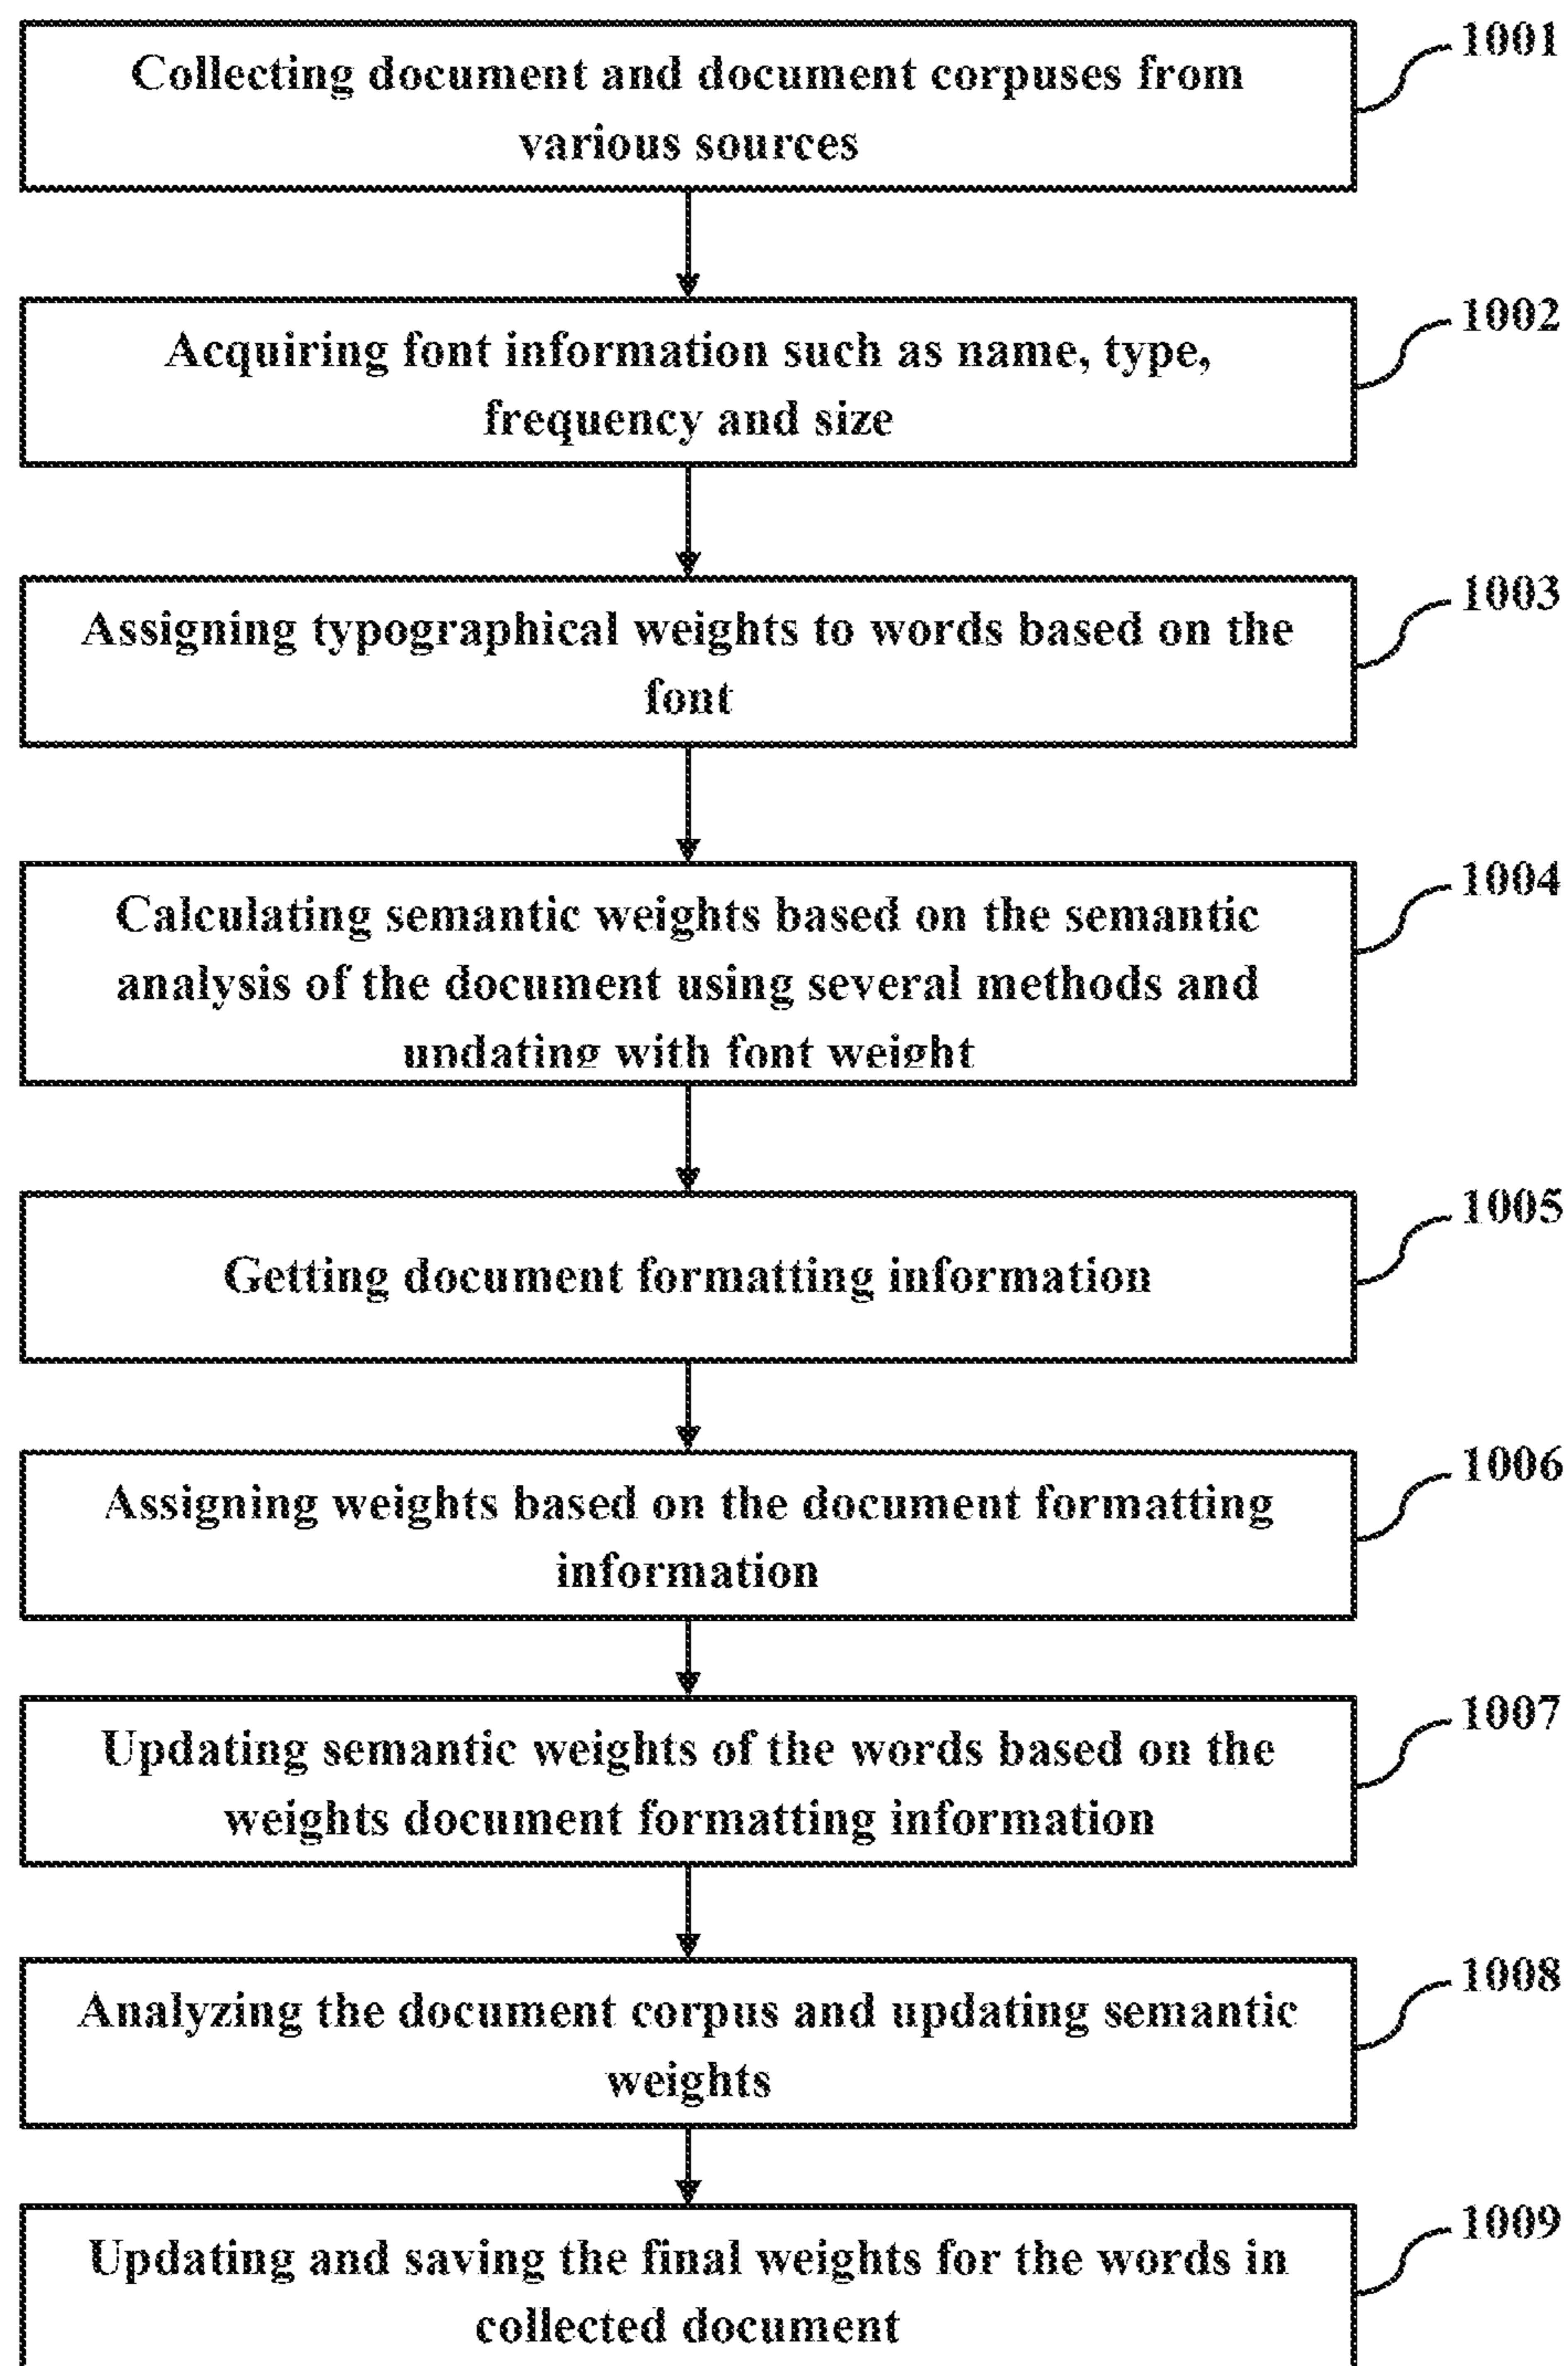 Collecting document and document corpuses from
various sources
1001
Acquiring font information such as name, type,
frequency and size
1002
Assigning typographical weights to words based on the
font
1003
Calculating semantic weights based on the semantic
analysis of the document using several methods and
updating with font weight
1004
Getting document formatting information
1005
Assigning weights based on the document formatting
information
1006
Updating semantic weights of the words based on the
weights document formatting information
1007
Analyzing the document corpus and updating semantic
weights
1008
Updating and saving the final weights for the words in
collected document
1009